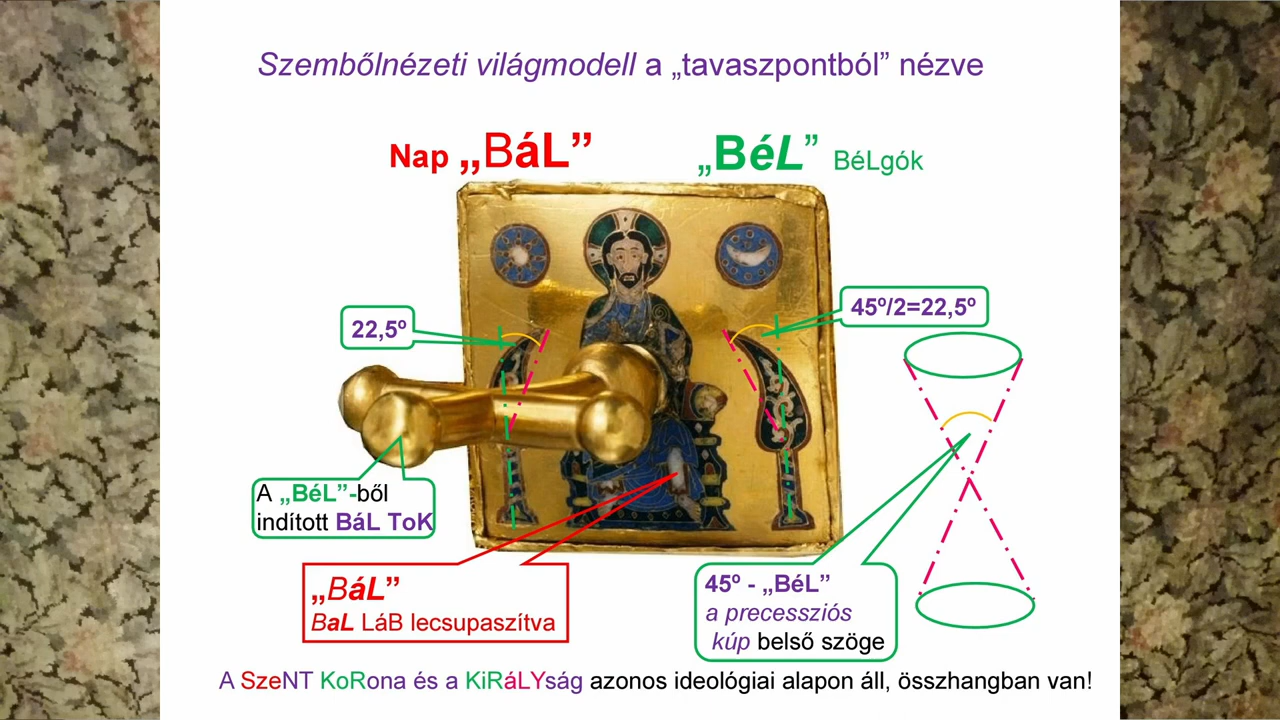 Szembőlnézeti világmodell a „tavaszpontból” nézve
Nap „BáL”
„BéL” BéLgók
22,5º
45º/2=22,5º
A „BéL”-ből
indított BáL ToK
„BáL”
BaL LáB lecsupaszítva
45º - „BéL”
a precessziós
kúp belső szöge
A SzeNT KoRona és a KiRáLYság azonos ideológiai alapon áll, összhangban van!